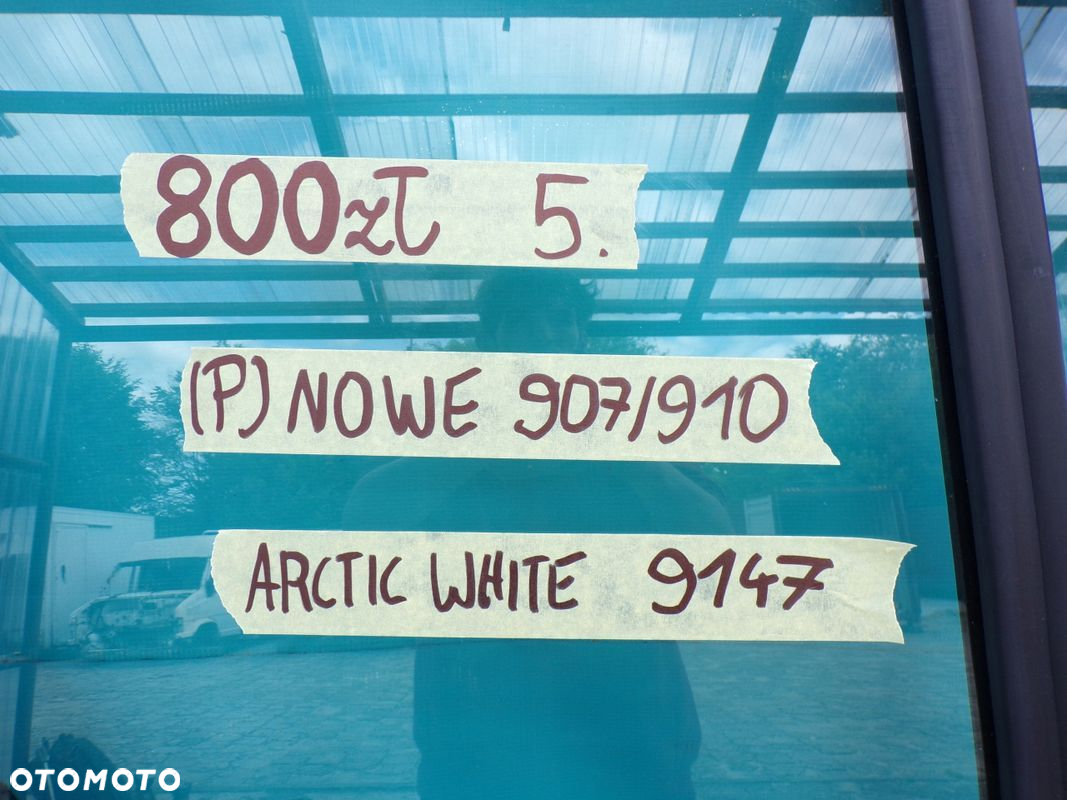 800zł 5.
(P) NOWE 907/910
ARCTIC WHITE 9147
OTOMOTO